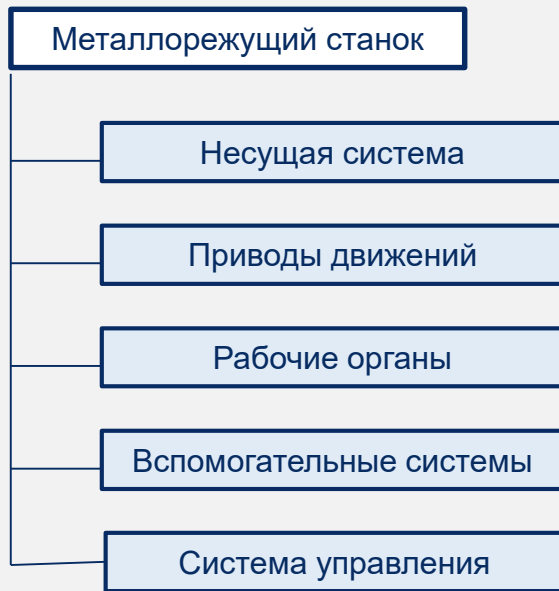 Металлорежущий станок
Несущая система
Приводы движений
Рабочие органы
Вспомогательные системы
Система управления